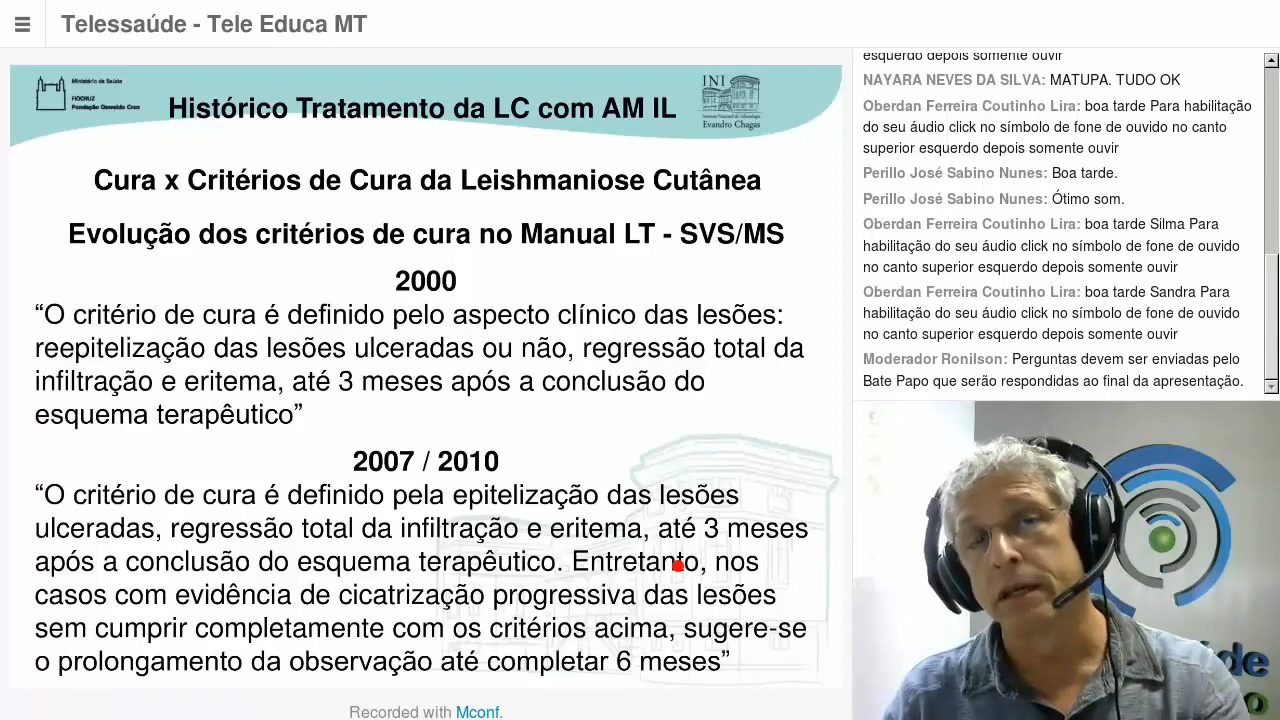 Telessaúde - Tele Educa MT
Ministério da Saúde
FIOCRUZ
Fundação Oswaldo Cruz
Histórico Tratamento da LC com AM IL
INI
Evandro Chagas
Cura x Critérios de Cura da Leishmaniose Cutânea
Evolução dos critérios de cura no Manual LT - SVS/MS
2000
“O critério de cura é definido pelo aspecto clínico das lesões:
reepitelização das lesões ulceradas ou não, regressão total da
infiltração e eritema, até 3 meses após a conclusão do
esquema terapêutico”
2007 / 2010
“O critério de cura é definido pela epitelização das lesões
ulceradas, regressão total da infiltração e eritema, até 3 meses
após a conclusão do esquema terapêutico. Entretanto, nos
casos com evidência de cicatrização progressiva das lesões
sem cumprir completamente com os critérios acima, sugere-se
o prolongamento da observação até completar 6 meses”
Recorded with Mconf.
esquerdo depois somente ouvir
NAYARA NEVES DA SILVA: MATUPA. TUDO OK
Oberdan Ferreira Coutinho Lira: boa tarde Para habilitação
do seu áudio click no símbolo de fone de ouvido no canto
superior esquerdo depois somente ouvir
Perillo José Sabino Nunes: Boa tarde.
Perillo José Sabino Nunes: Ótimo som.
Oberdan Ferreira Coutinho Lira: boa tarde Silma Para
habilitação do seu áudio click no símbolo de fone de ouvido
no canto superior esquerdo depois somente ouvir
Oberdan Ferreira Coutinho Lira: boa tarde Sandra Para
habilitação do seu áudio click no símbolo de fone de ouvido
no canto superior esquerdo depois somente ouvir
Moderador Ronilson: Perguntas devem ser enviadas pelo
Bate Papo que serão respondidas ao final da apresentação.